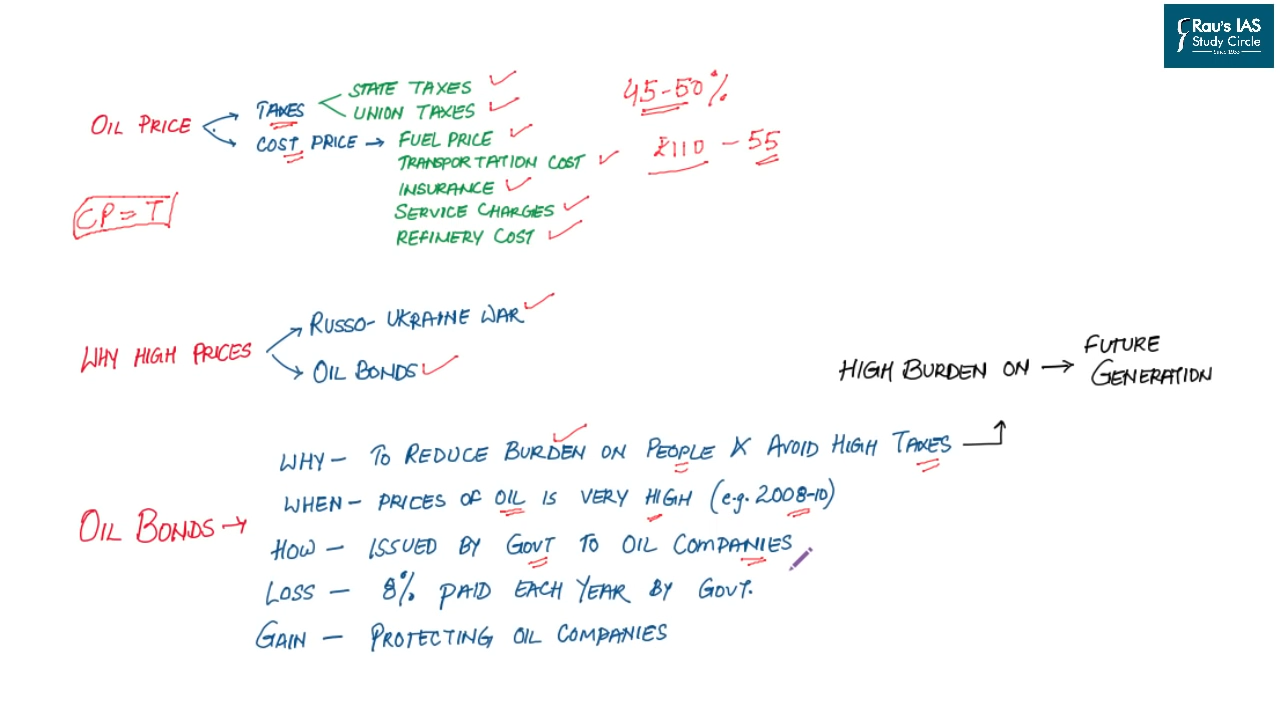 Rau's IAS
Study Circle
Since 1953
OIL PRICE
TAXES
STATE TAXES
UNION TAXES
COST PRICE → FUEL PRICE
TRANSPORTATION COST
INSURANCE
SERVICE CHARGES
REFINERY COST
45-50%
₹110 - 55
CP = T
WHY HIGH PRICES
RUSSO- UKRAINE WAR
OIL BONDS
HIGH BURDEN ON → FUTURE
GENERATION
OIL BONDS →
WHY - TO REDUCE BURDEN ON PEOPLE & AVOID HIGH TAXES
WHEN - PRICES OF OIL IS VERY HIGH (e.g. 2008-10)
HOW - ISSUED BY GOVT TO OIL COMPANIES
LOSS - 8% PAID EACH YEAR BY GOVT.
GAIN - PROTECTING OIL COMPANIES